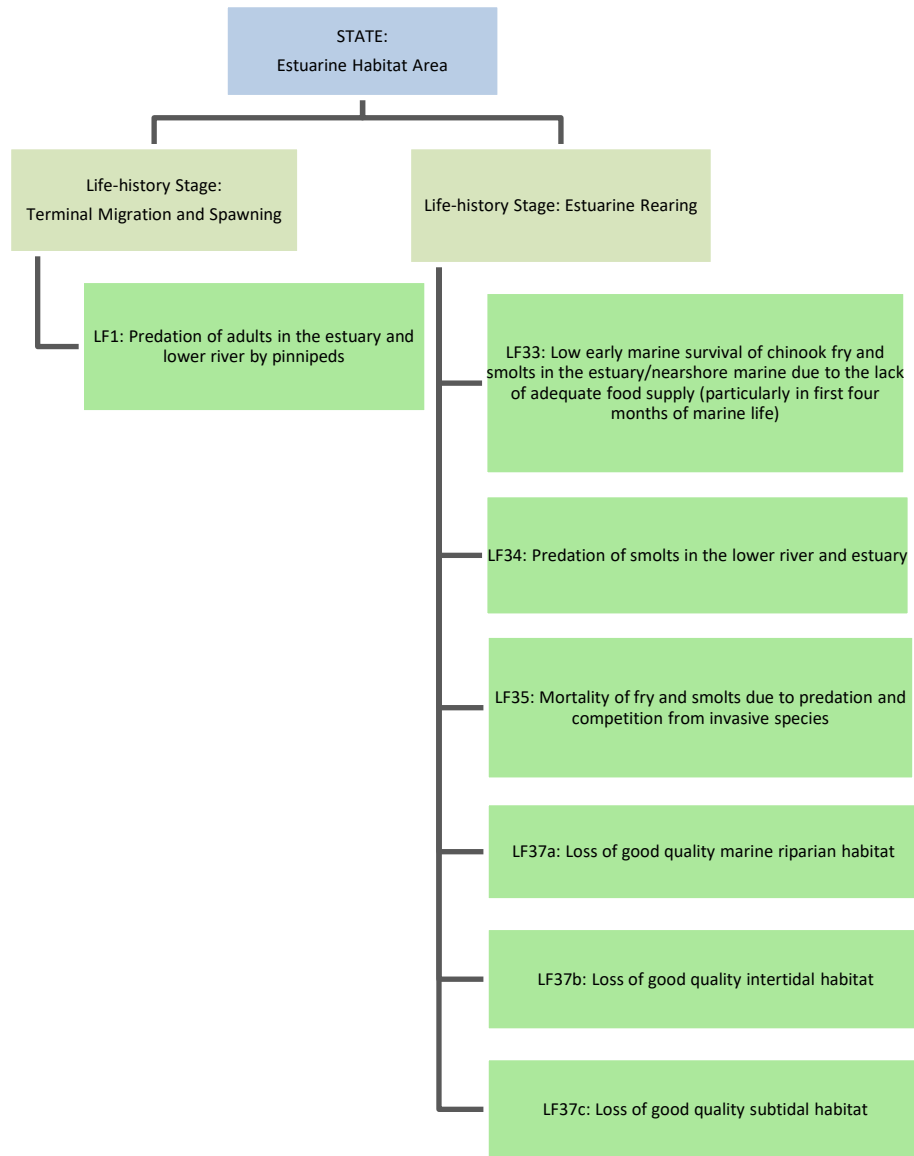 STATE:
Estuarine Habitat Area
Life-history Stage:
Terminal Migration and Spawning
Life-history Stage: Estuarine Rearing
LF1: Predation of adults in the estuary and
lower river by pinnipeds
LF33: Low early marine survival of chinook fry and
smolts in the estuary/nearshore marine due to the lack
of adequate food supply (particularly in first four
months of marine life)
LF34: Predation of smolts in the lower river and estuary
LF35: Mortality of fry and smolts due to predation and
competition from invasive species
LF37a: Loss of good quality marine riparian habitat
LF37b: Loss of good quality intertidal habitat
LF37c: Loss of good quality subtidal habitat